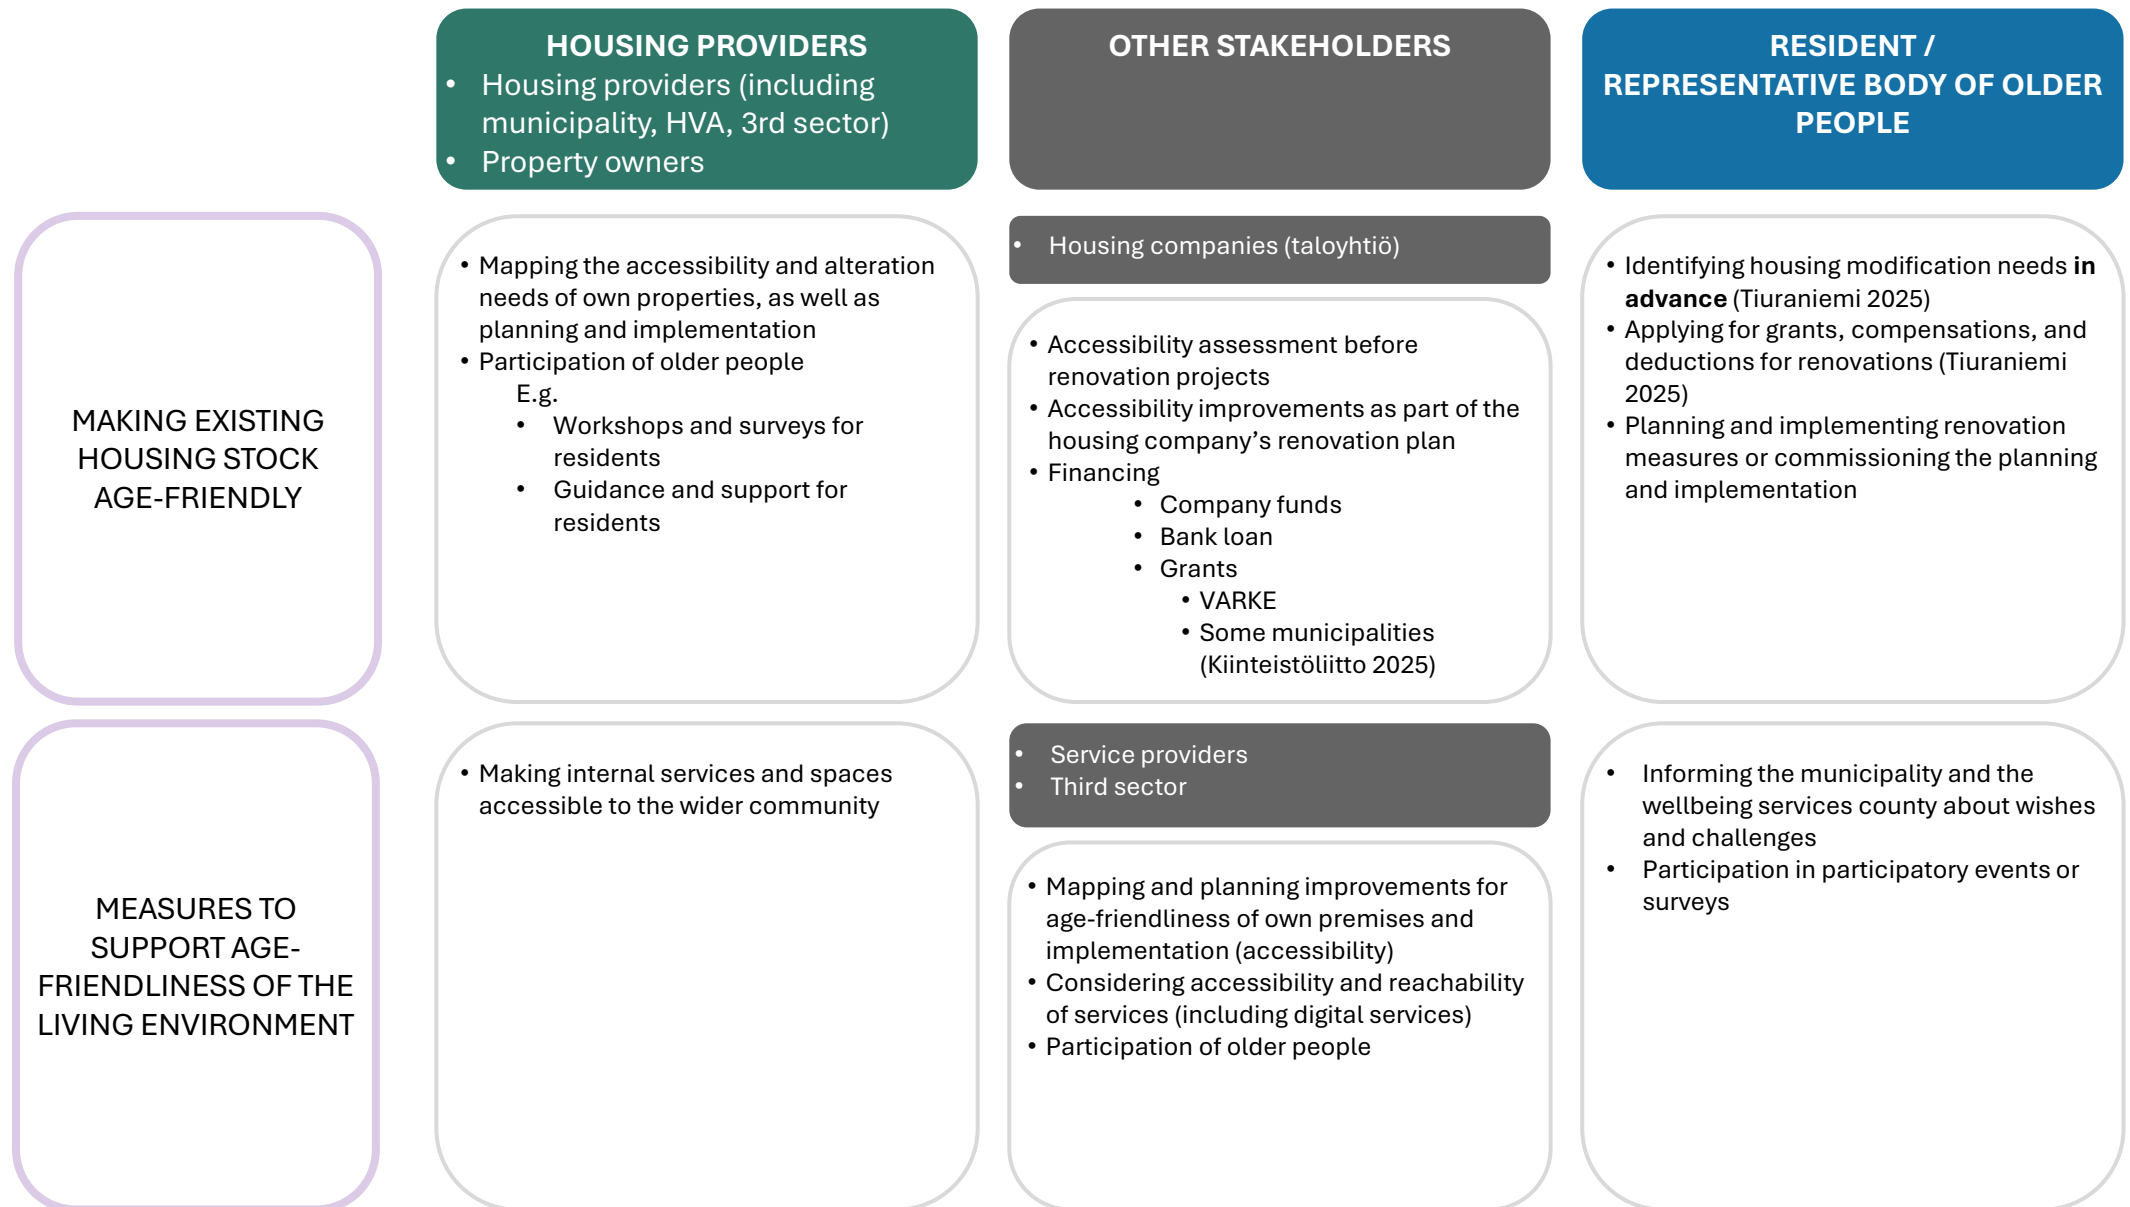 HOUSING PROVIDERS
• Housing providers (including
municipality, HVA, 3rd sector)
• Property owners
OTHER STAKEHOLDERS
RESIDENT /
REPRESENTATIVE BODY OF OLDER
PEOPLE
MAKING EXISTING
HOUSING STOCK
AGE-FRIENDLY
• Mapping the accessibility and alteration
needs of own properties, as well as
planning and implementation
• Participation of older people
E.g.
• Workshops and surveys for
residents
• Guidance and support for
residents
• Housing companies (taloyhtiö)
• Accessibility assessment before
renovation projects
• Accessibility improvements as part of the
housing company’s renovation plan
• Financing
• Company funds
• Bank loan
• Grants
• VARKE
• Some municipalities
(Kiinteistöliitto 2025)
• Identifying housing modification needs in
advance (Tiuraniemi 2025)
• Applying for grants, compensations, and
deductions for renovations (Tiuraniemi
2025)
• Planning and implementing renovation
measures or commissioning the planning
and implementation
MEASURES TO
SUPPORT AGE-
FRIENDLINESS OF THE
LIVING ENVIRONMENT
• Making internal services and spaces
accessible to the wider community
• Service providers
• Third sector
• Mapping and planning improvements for
age-friendliness of own premises and
implementation (accessibility)
• Considering accessibility and reachability
of services (including digital services)
• Participation of older people
• Informing the municipality and the
wellbeing services county about wishes
and challenges
• Participation in participatory events or
surveys